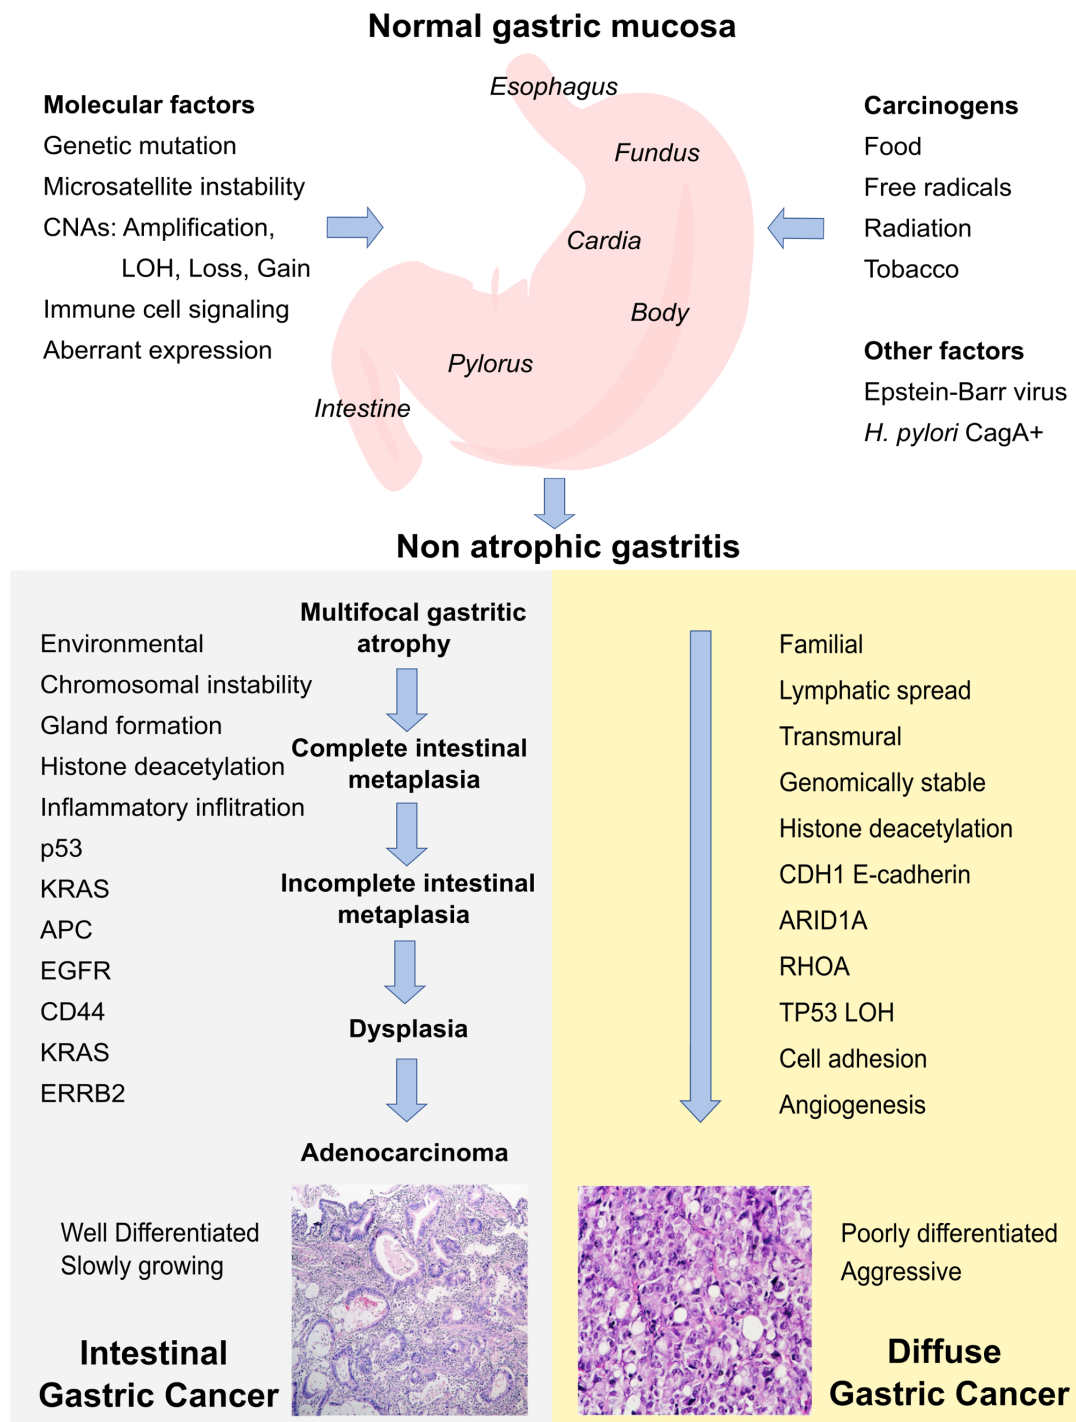 Normal gastric mucosa
Molecular factors
Genetic mutation
Microsatellite instability
CNAs: Amplification,
LOH, Loss, Gain
Immune cell signaling
Aberrant expression
Esophagus
Fundus
Cardia
Body
Pylorus
Intestine
Carcinogens
Food
Free radicals
Radiation
Tobacco
Other factors
Epstein-Barr virus
H. pylori CagA+
Non atrophic gastritis
Environmental
Chromosomal instability
Gland formation
Histone deacetylation
Inflammatory inflitration
p53
KRAS
APC
EGFR
CD44
KRAS
ERRB2
Multifocal gastritic
atrophy
Complete intestinal
metaplasia
Incomplete intestinal
metaplasia
Dysplasia
Adenocarcinoma
Well Differentiated
Slowly growing
Intestinal
Gastric Cancer
Familial
Lymphatic spread
Transmural
Genomically stable
Histone deacetylation
CDH1 E-cadherin
ARID1A
RHOA
TP53 LOH
Cell adhesion
Angiogenesis
Poorly differentiated
Aggressive
Diffuse
Gastric Cancer